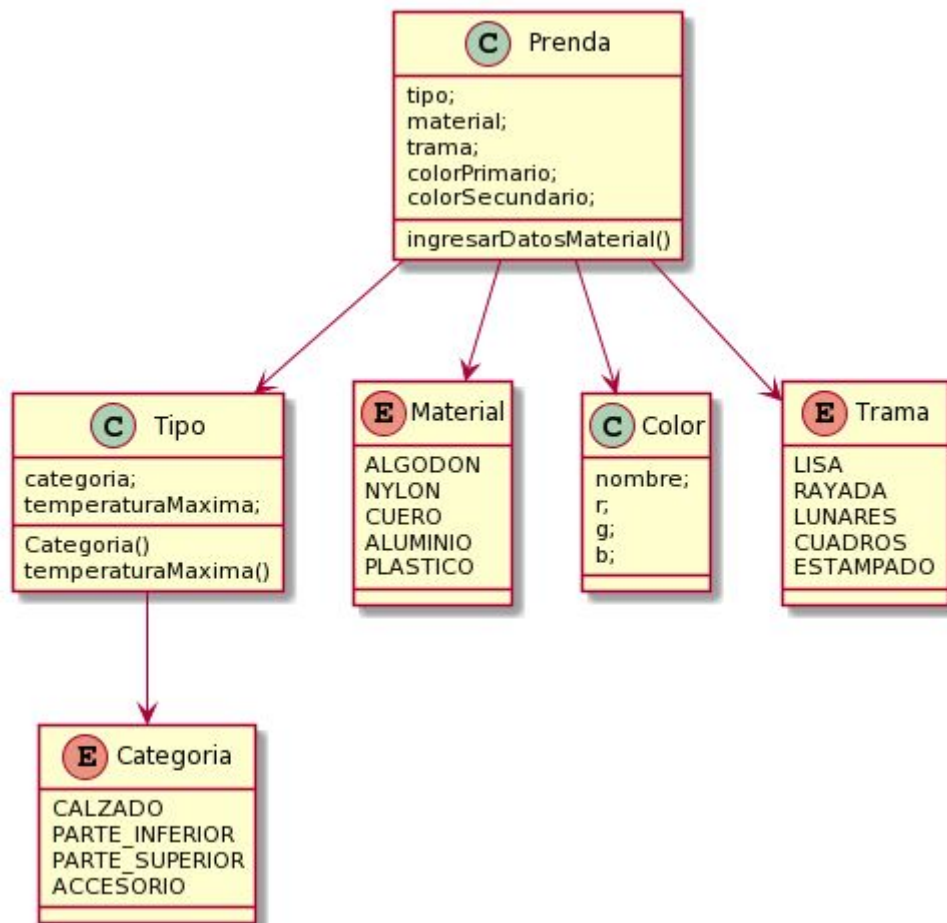 C Prenda
tipo;
material;
trama;
colorPrimario;
colorSecundario;
ingresarDatosMaterial()
C Tipo
categoria;
temperaturaMaxima;
Categoria()
temperaturaMaxima()
E Material
ALGODON
NYLON
CUERO
ALUMINIO
PLASTICO
C Color
nombre;
r;
g;
b;
E Trama
LISA
RAYADA
LUNARES
CUADROS
ESTAMPADO
E Categoria
CALZADO
PARTE_INFERIOR
PARTE_SUPERIOR
ACCESORIO